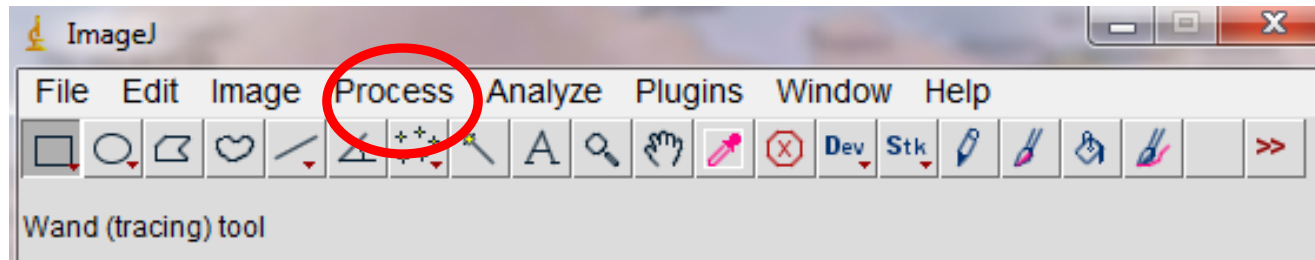 ImageJ
File Edit Image Process Analyze Plugins Window Help
A Dev Stk >>
Wand (tracing) tool